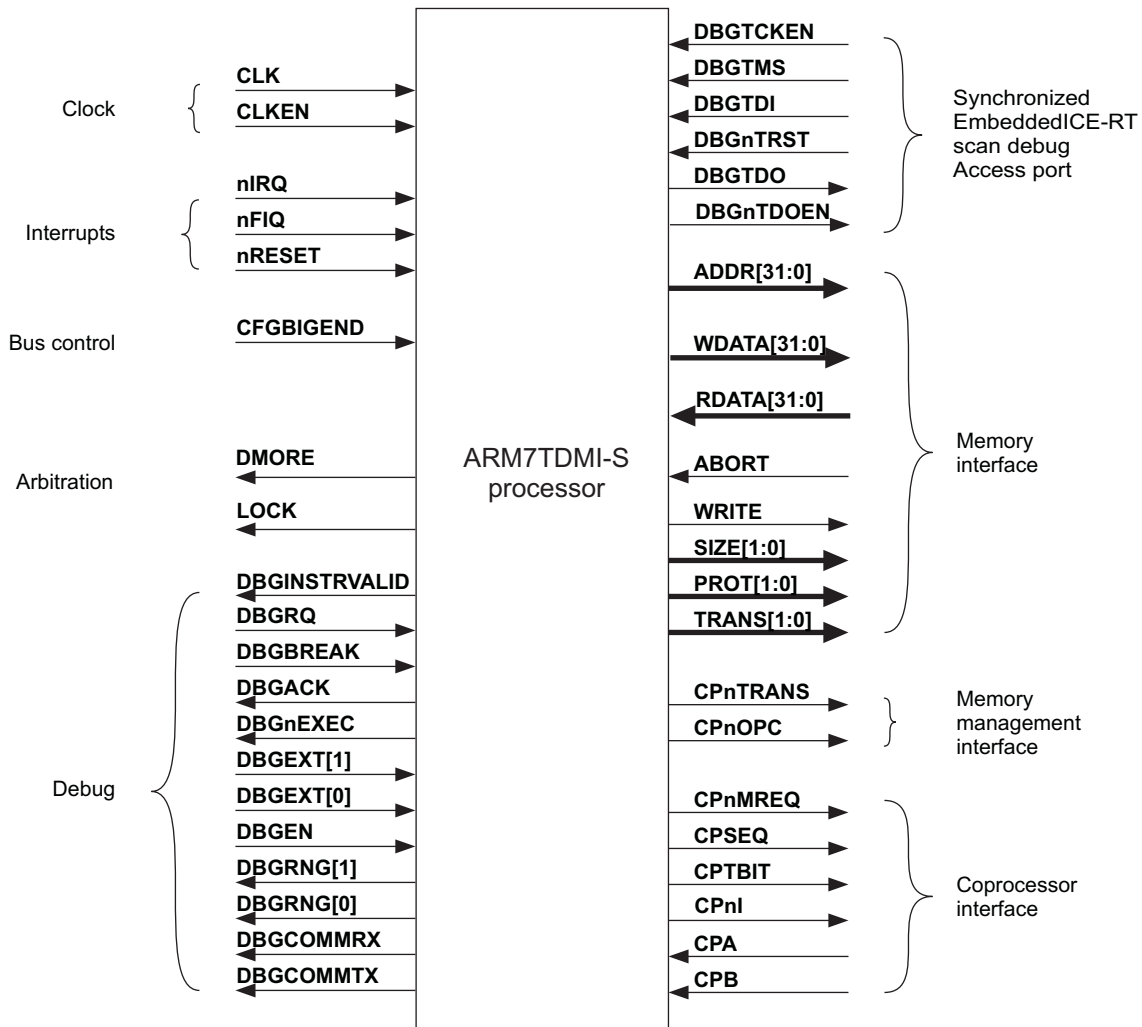 Clock
CLK
CLKEN
Interrupts
nIRQ
nFIQ
nRESET
Bus control
CFGBIGEND
Arbitration
DMORE
LOCK
Debug
DBGINSTRVALID
DBGRQ
DBGBREAK
DBGACK
DBGnEXEC
DBGEXT[1]
DBGEXT[0]
DBGEN
DBGRNG[1]
DBGRNG[0]
DBGCOMMRX
DBGCOMMTX
ARM7TDMI-S
processor
DBGTCKEN
DBGTMS
DBGTDI
DBGnTRST
DBGTDO
DBGnTDOEN
Synchronized
EmbeddedICE-RT
scan debug
Access port
ADDR[31:0]
WDATA[31:0]
RDATA[31:0]
ABORT
WRITE
SIZE[1:0]
PROT[1:0]
TRANS[1:0]
Memory
interface
CPnTRANS
CPnOPC
Memory
management
interface
CPnMREQ
CPSEQ
CPTBIT
CPnI
CPA
CPB
Coprocessor
interface